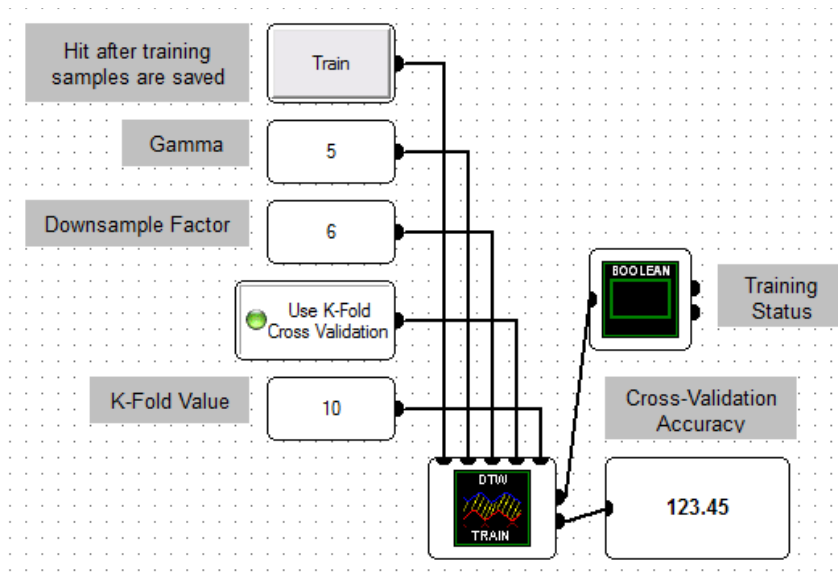 Hit after training
samples are saved
Train
Gamma
5
Downsample Factor
6
Use K-Fold
Cross Validation
K-Fold Value
10
BOOLEAN
Training
Status
Cross-Validation
Accuracy
DTW
TRAIN
123.45